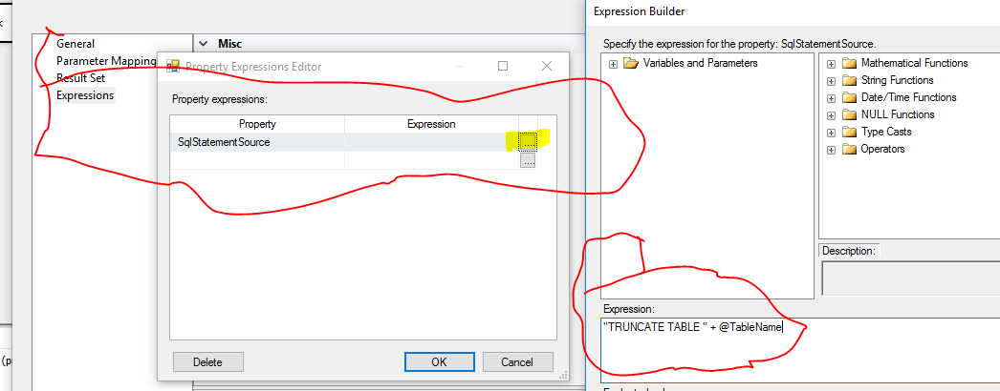 General
Parameter Mapping
Result Set
Expressions
Misc
Property Expressions Editor
Property expressions:
Property Expression
SqlStatementSource ...
...
Delete OK Cancel
Expression Builder
Specify the expression for the property: SqlStatementSource.
Variables and Parameters
Mathematical Functions
String Functions
Date/Time Functions
NULL Functions
Type Casts
Operators
Description:
Expression:
"TRUNCATE TABLE " + @TableName